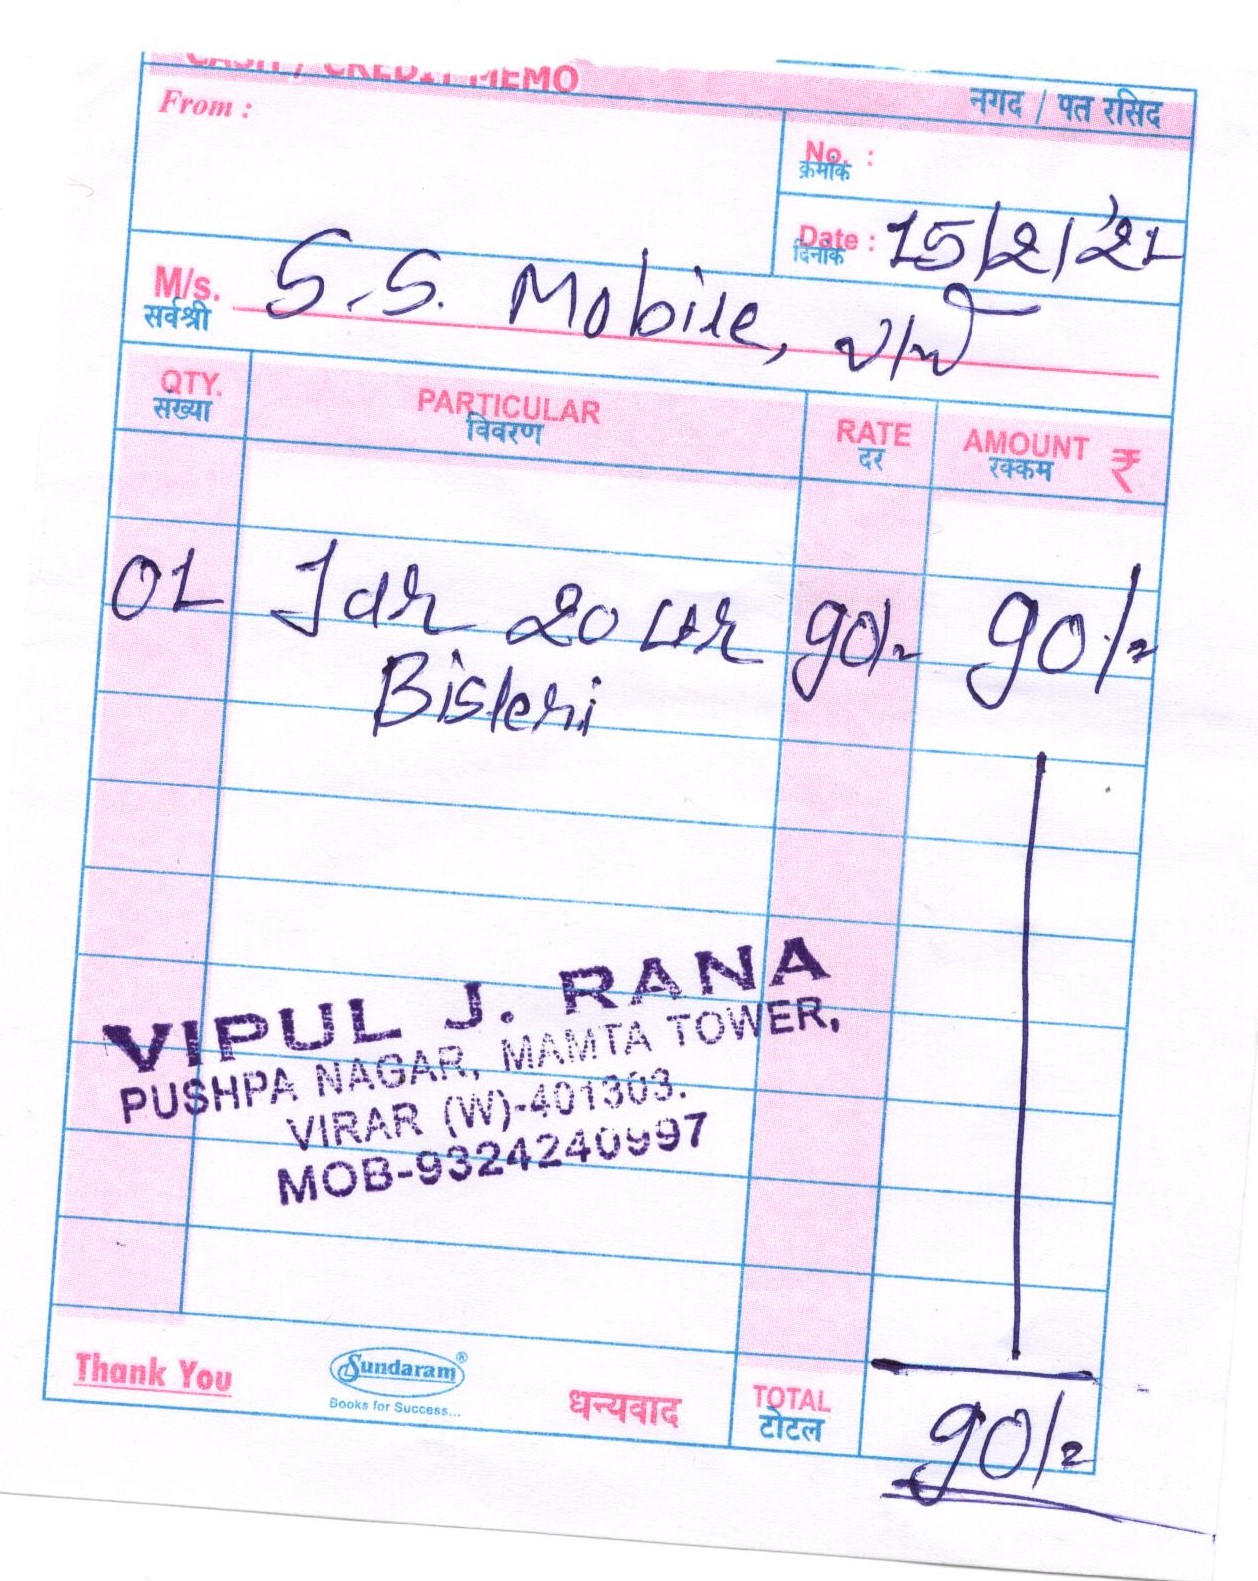 CASH / CREDIT MEMO
नगद / पत रसिद
From :
No. :
क्रमांक
Date : 15/2/'21
दिनांक
M/s. S.S. Mobile,
सर्वश्री
QTY. PARTICULAR RATE AMOUNT ₹
संख्या विवरण दर रक्कम
01 Jar 20 Ltr 90/- 90/=
Bisleri
VIPUL J. RANA
PUSHPA NAGAR, MAMTA TOWER,
VIRAR (W)-401303.
MOB-9324240997
Thank You Sundaram® धन्यवाद TOTAL 90/=
Books for Success... टोटल